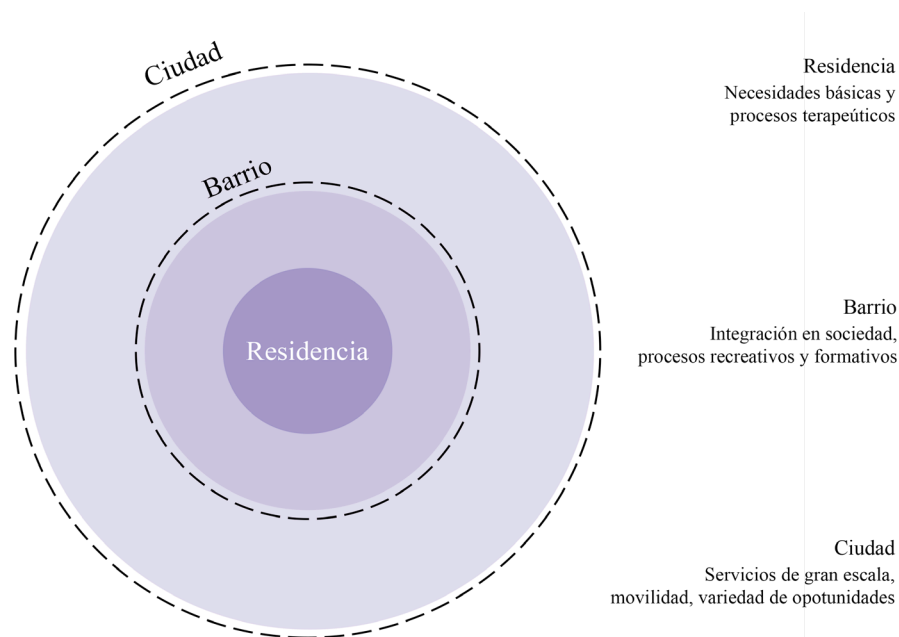 Ciudad
Barrio
Residencia
Residencia
Necesidades básicas y
procesos terapeúticos
Barrio
Integración en sociedad,
procesos recreativos y formativos
Ciudad
Servicios de gran escala,
movilidad, variedad de opotunidades